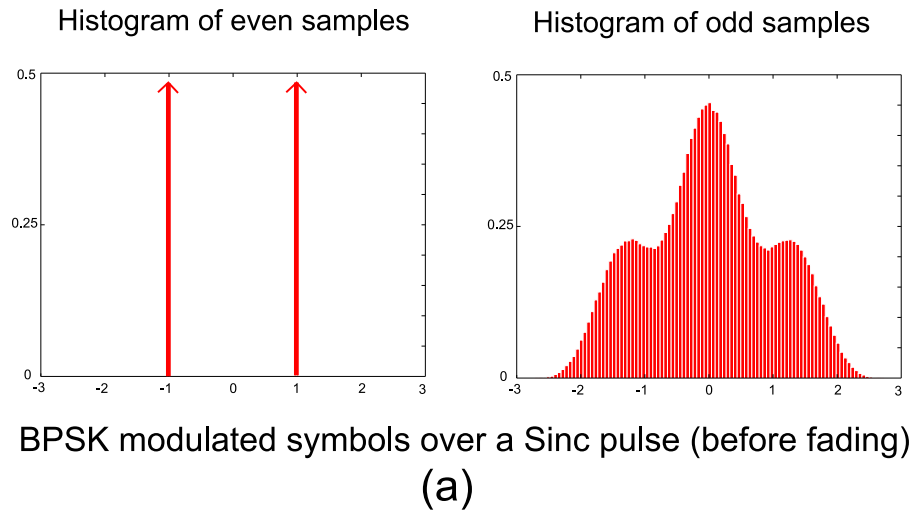 Histogram of even samples
Histogram of odd samples
0.5
0.25
0
-3 -2 -1 0 1 2 3
0.5
0.25
0
-3 -2 -1 0 1 2 3
BPSK modulated symbols over a Sinc pulse (before fading)
(a)